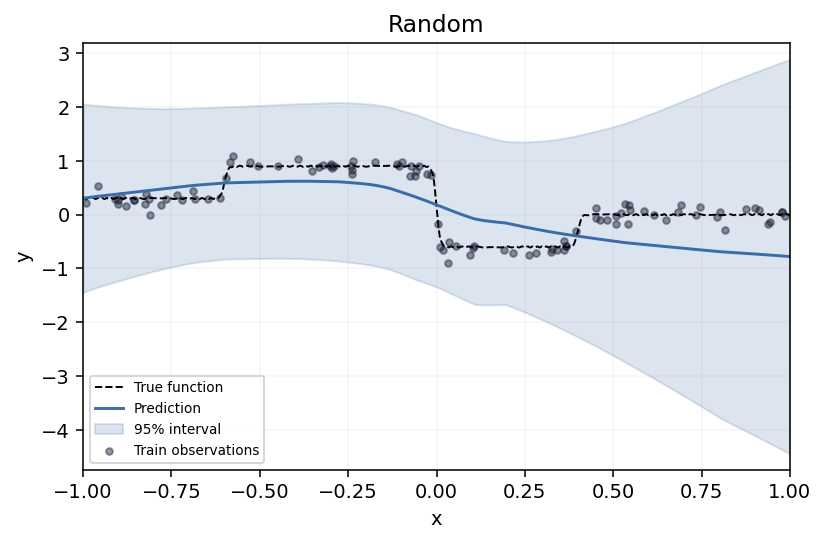 Random
3
2
1
0
−1
−2
−3
−4
y
True function
Prediction
95% interval
Train observations
−1.00 −0.75 −0.50 −0.25 0.00 0.25 0.50 0.75 1.00
x